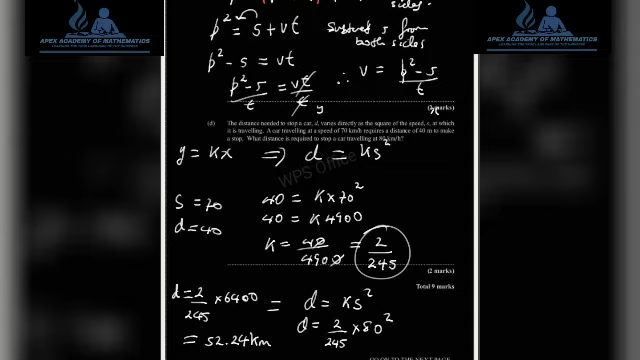 sides.
p² = s + vt subtract s from
both sides
p² - s = vt
p² - s / t = vt / t ∴ v = p² - s / t
y x
(2 marks)
APEX ACADEMY OF MATHEMATICS
APEX ACADEMY OF MATHEMATICS
(d) The distance needed to stop a car, d, varies directly as the square of the speed, s, at which
it is travelling. A car travelling at a speed of 70 km/h requires a distance of 40 m to make
a stop. What distance is required to stop a car travelling at 80 km/h?
y = kx ⇒ d = ks²
WPS Office
s = 70 40 = k×70²
d = 40 40 = k4900
k = 40/4900 = 2/245
(2 marks)
Total 9 marks
d = 2/245 × 6400 = d = ks²
d = 2/245 × 80²
= 52.24km
GO ON TO THE NEXT PAGE